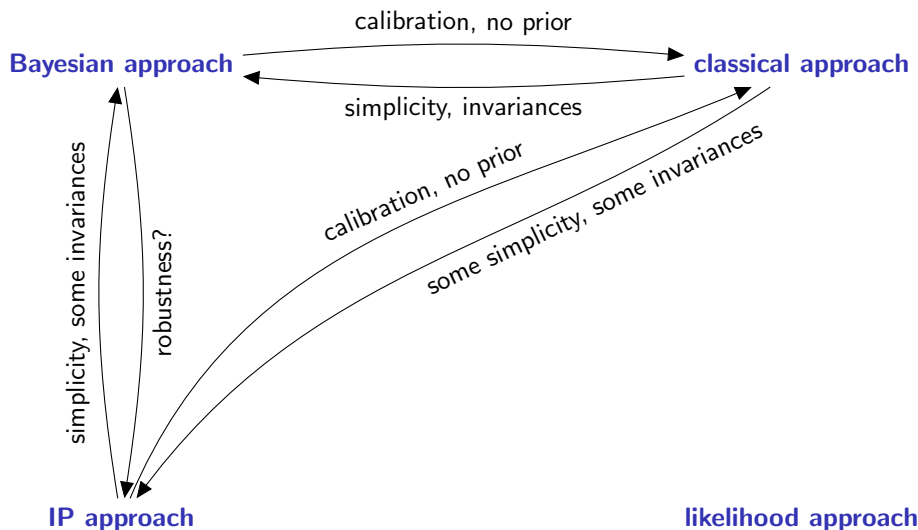 calibration, no prior
Bayesian approach
classical approach
simplicity, invariances
calibration, no prior
some simplicity, some invariances
simplicity, some invariances
robustness?
IP approach
likelihood approach